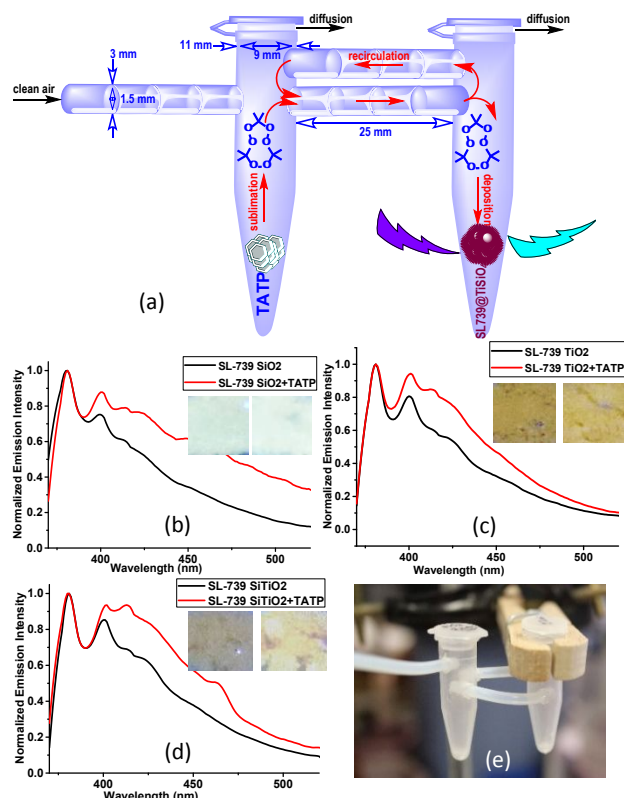 diffusion
diffusion
11 mm
9 mm
3 mm
recirculation
clean air
1.5 mm
25 mm
sublimation
deposition
TATP
SL739@TiSiO2
(a)
SL-739 SiO2
SL-739 SiO2+TATP
Normalized Emission Intensity
1.0
0.8
0.6
0.4
0.2
0.0
400
450
500
Wavelength (nm)
(b)
SL-739 TiO2
SL-739 TiO2+TATP
Normalized Emission Intensity
1.0
0.8
0.6
0.4
0.2
0.0
400
450
500
Wavelength (nm)
(c)
SL-739 SiTiO2
SL-739 SiTiO2+TATP
Normalized Emission Intensity
1.0
0.8
0.6
0.4
0.2
0.0
400
450
500
Wavelength (nm)
(d)
(e)